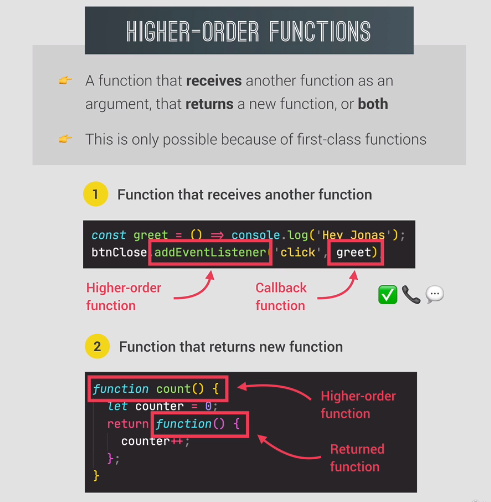 HIGHER-ORDER FUNCTIONS
A function that receives another function as an
argument, that returns a new function, or both
This is only possible because of first-class functions
1 Function that receives another function
const greet = () => console.log('Hey Jonas');
btnClose.addEventListener('click', greet)
Higher-order
function
Callback
function
2 Function that returns new function
function count() {
let counter = 0;
return function() {
counter++;
};
}
Higher-order
function
Returned
function